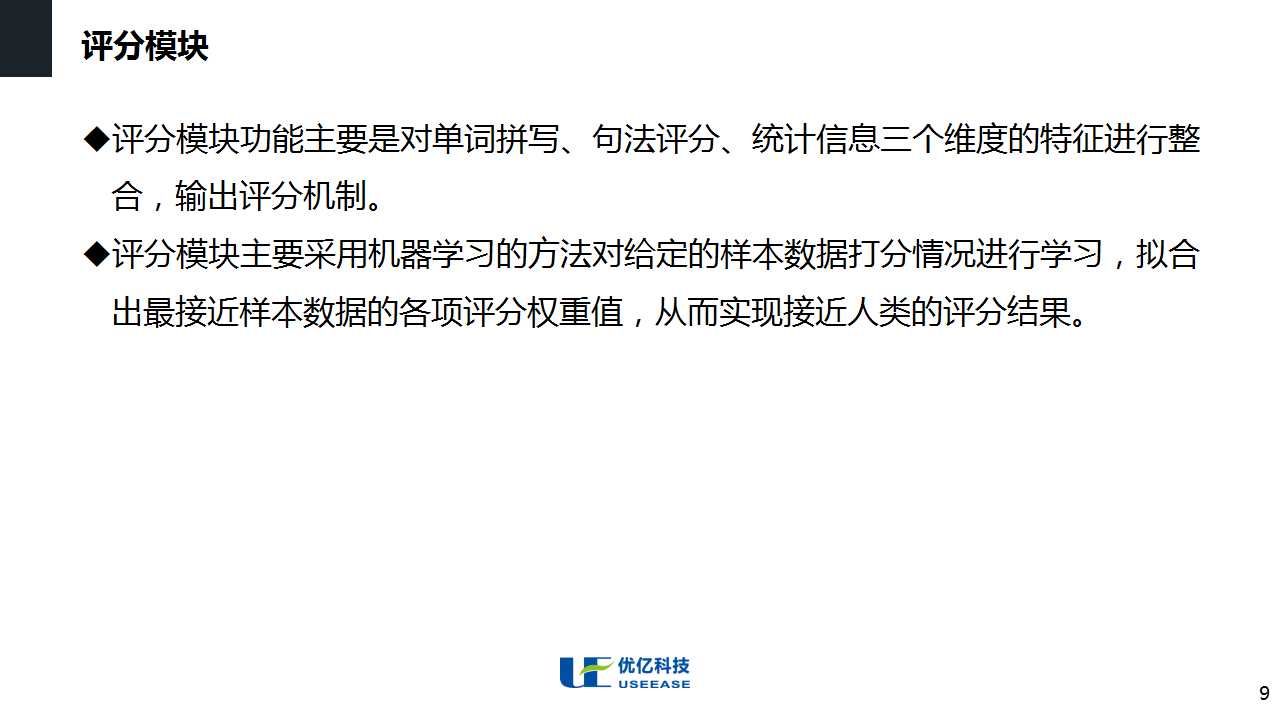 评分模块
◆评分模块功能主要是对单词拼写、句法评分、统计信息三个维度的特征进行整
合，输出评分机制。
◆评分模块主要采用机器学习的方法对给定的样本数据打分情况进行学习，拟合
出最接近样本数据的各项评分权重值，从而实现接近人类的评分结果。
UE 优亿科技
USEEASE
9